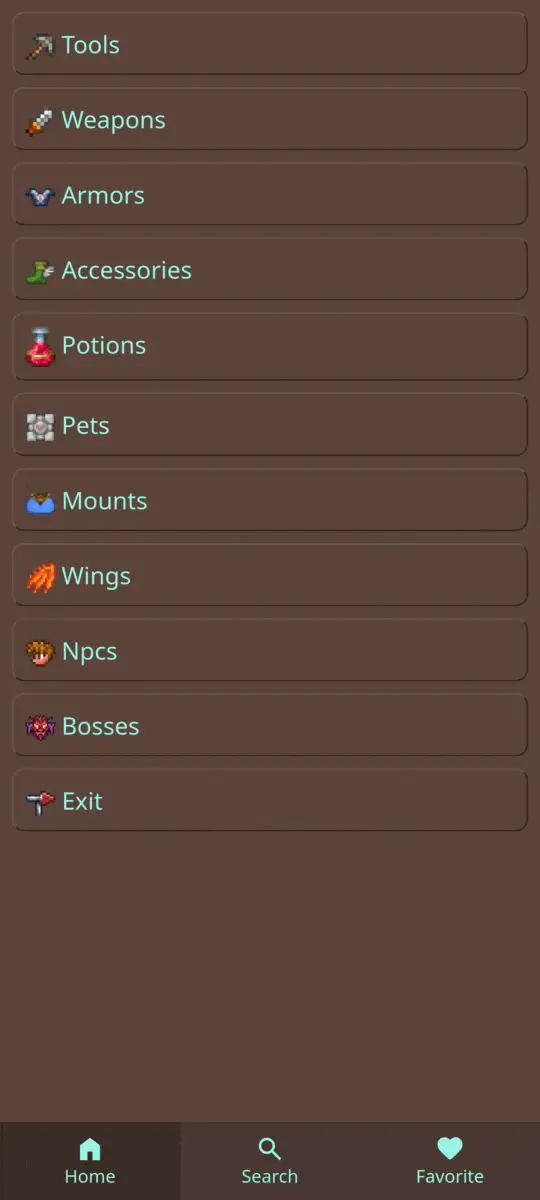 Tools
Weapons
Armors
Accessories
Potions
Pets
Mounts
Wings
Npcs
Bosses
Exit
Home
Search
Favorite